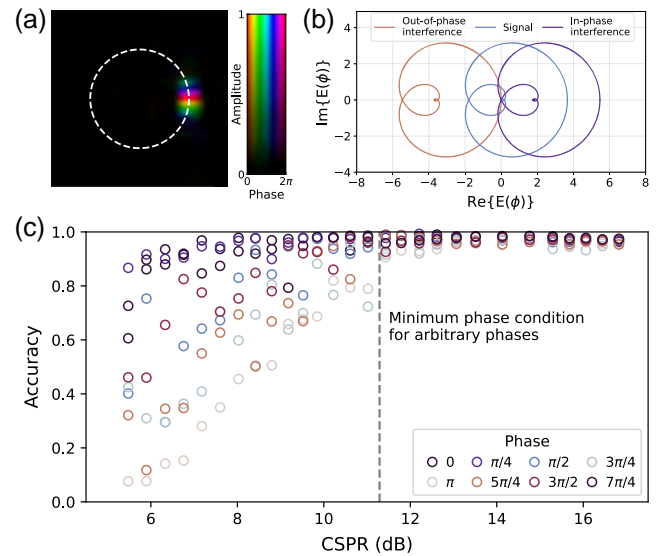 (a)
1
Amplitude
0
0 2π
Phase
(b)
Out-of-phase interference
Signal
In-phase interference
Im{E(ϕ)}
4
2
0
−2
−4
−8 −6 −4 −2 0 2 4 6 8
Re{E(ϕ)}
(c)
Accuracy
1.0
0.8
0.6
0.4
0.2
0.0
Minimum phase condition
for arbitrary phases
Phase
0 π/4 π/2 3π/4
π 5π/4 3π/2 7π/4
6 8 10 12 14 16
CSPR (dB)